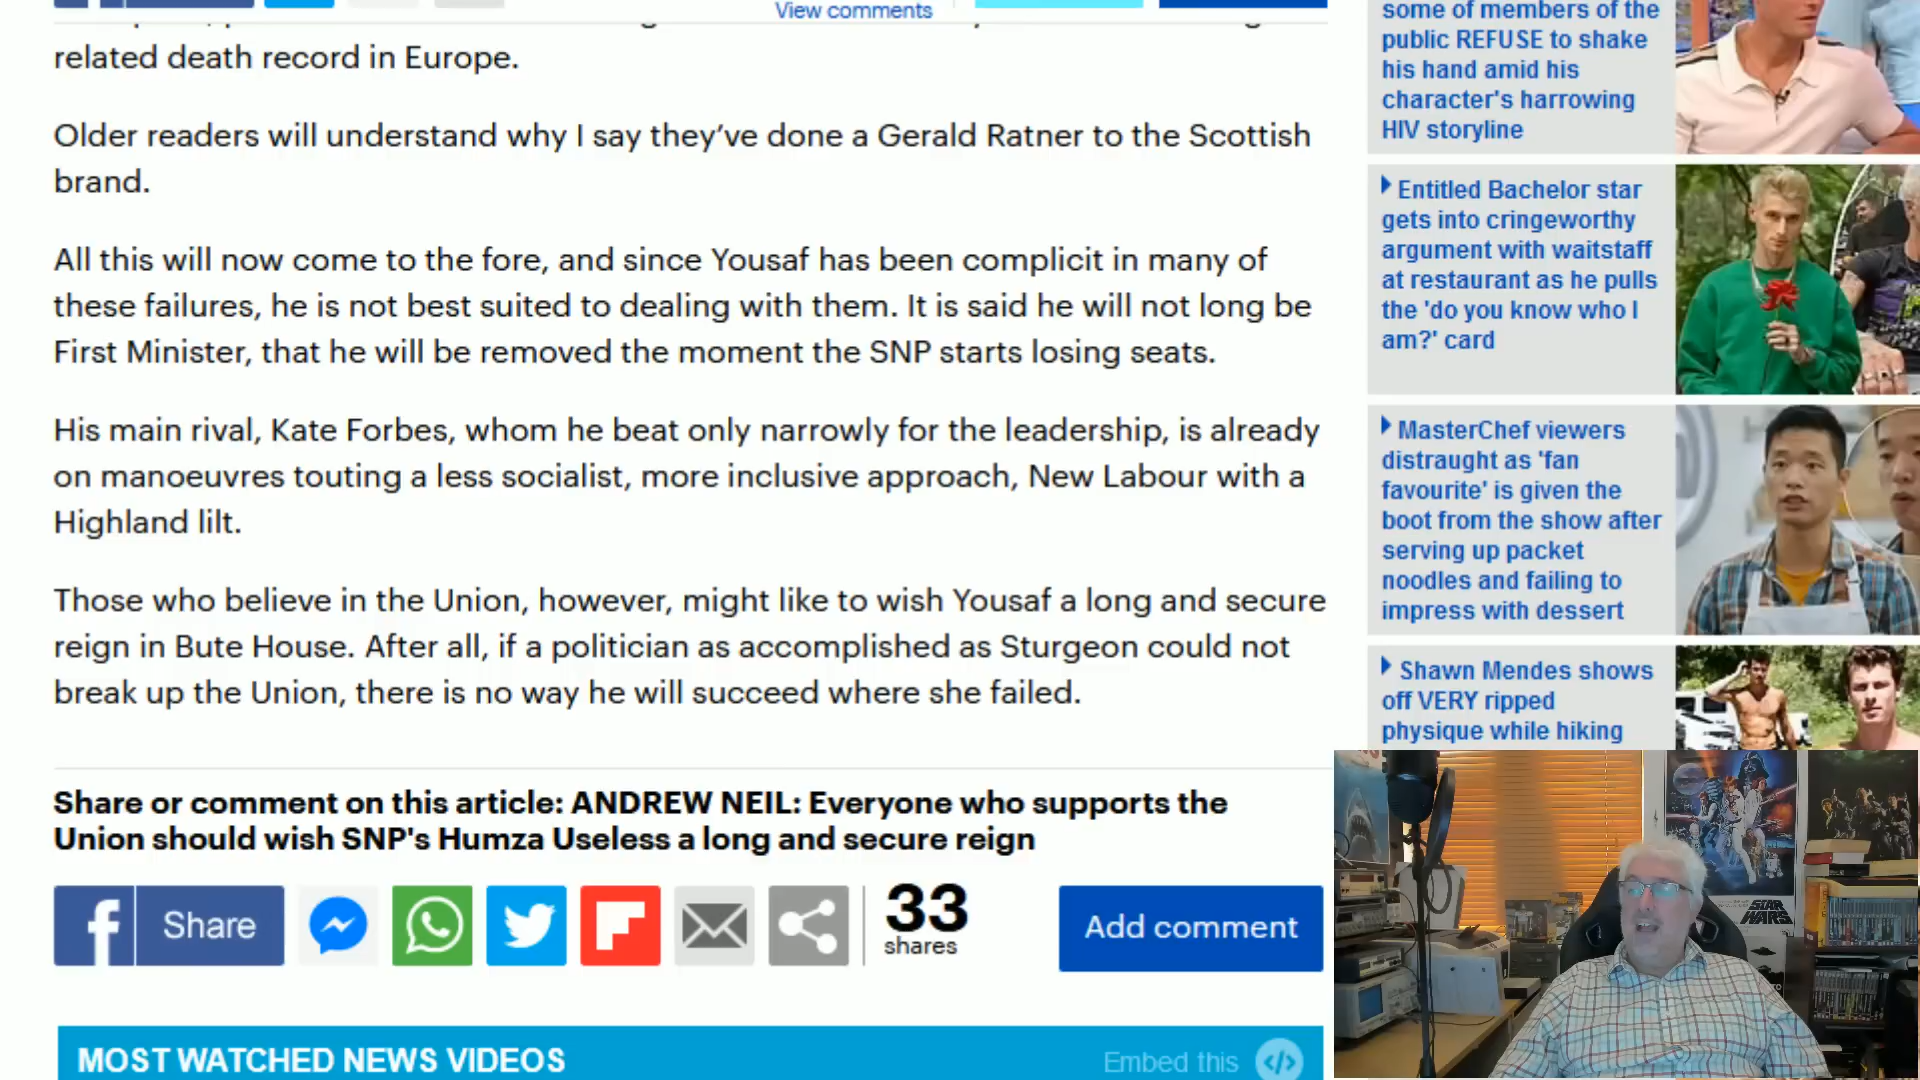 View comments
related death record in Europe.
Older readers will understand why I say they’ve done a Gerald Ratner to the Scottish
brand.
All this will now come to the fore, and since Yousaf has been complicit in many of
these failures, he is not best suited to dealing with them. It is said he will not long be
First Minister, that he will be removed the moment the SNP starts losing seats.
His main rival, Kate Forbes, whom he beat only narrowly for the leadership, is already
on manoeuvres touting a less socialist, more inclusive approach, New Labour with a
Highland lilt.
Those who believe in the Union, however, might like to wish Yousaf a long and secure
reign in Bute House. After all, if a politician as accomplished as Sturgeon could not
break up the Union, there is no way he will succeed where she failed.
Share or comment on this article: ANDREW NEIL: Everyone who supports the
Union should wish SNP's Humza Useless a long and secure reign
Share
33
shares
Add comment
MOST WATCHED NEWS VIDEOS
Embed this
some of members of the
public REFUSE to shake
his hand amid his
character's harrowing
HIV storyline
Entitled Bachelor star
gets into cringeworthy
argument with waitstaff
at restaurant as he pulls
the 'do you know who I
am?' card
MasterChef viewers
distraught as 'fan
favourite' is given the
boot from the show after
serving up packet
noodles and failing to
impress with dessert
Shawn Mendes shows
off VERY ripped
physique while hiking
STAR
WARS